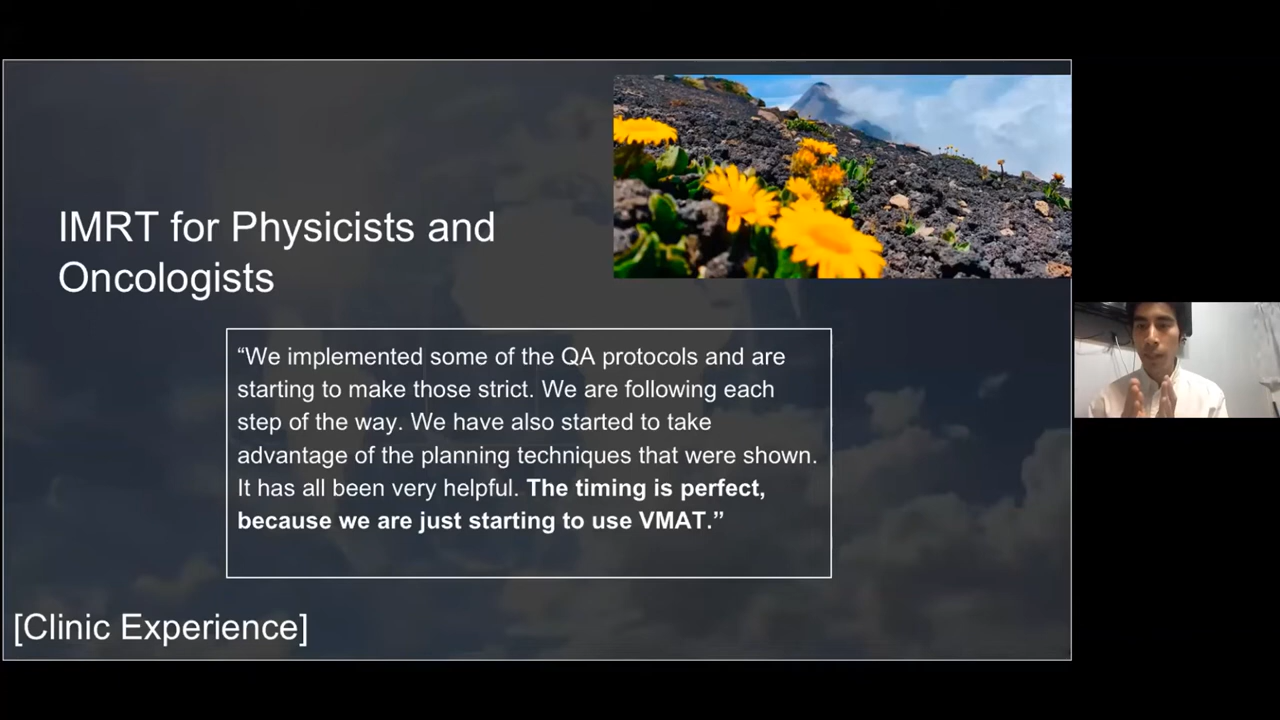 IMRT for Physicists and
Oncologists
“We implemented some of the QA protocols and are
starting to make those strict. We are following each
step of the way. We have also started to take
advantage of the planning techniques that were shown.
It has all been very helpful. The timing is perfect,
because we are just starting to use VMAT.”
[Clinic Experience]